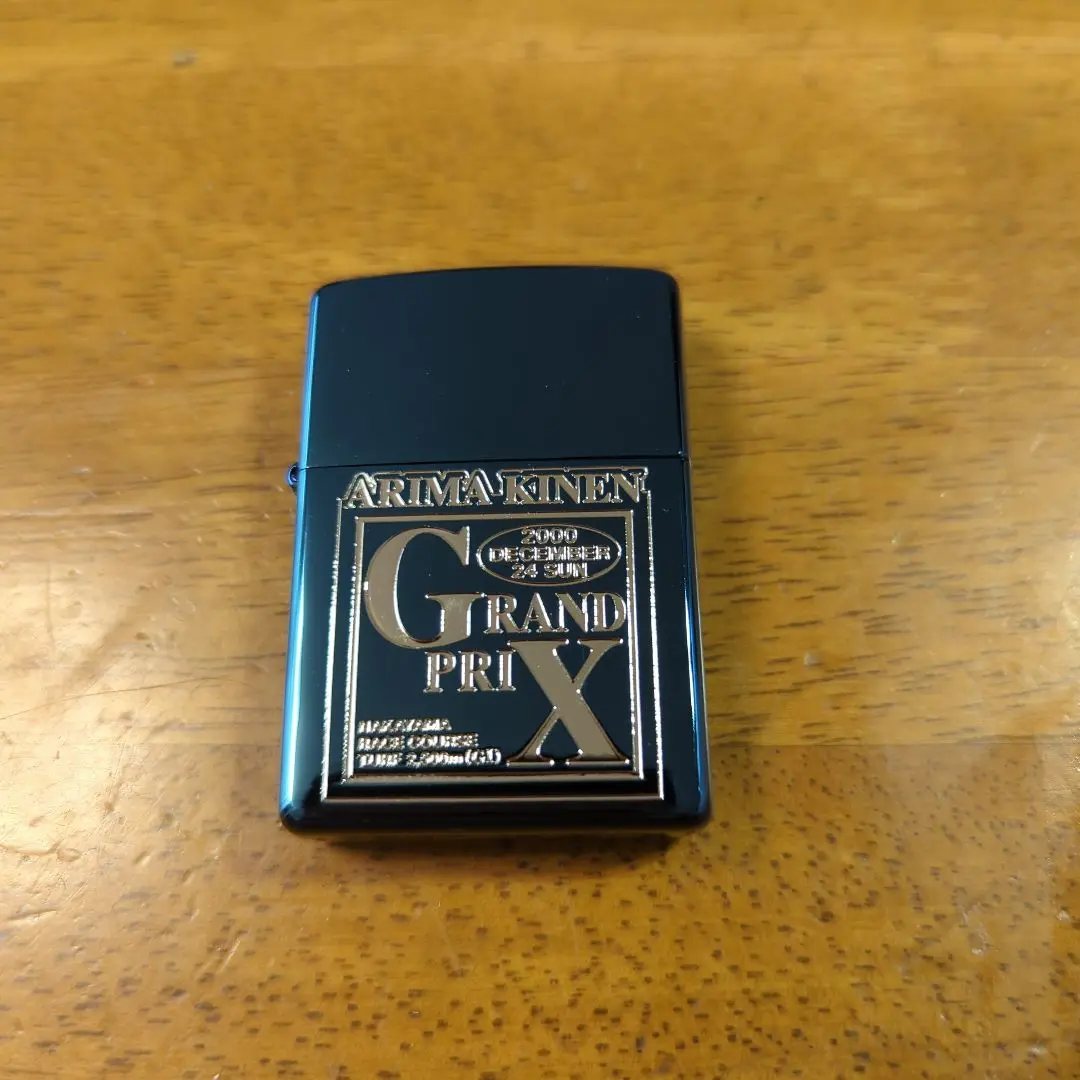 ARIMA KINEN
2000
DECEMBER
24 SUN
GRAND
PRIX
NAKAYAMA
RACE COURSE
TURF 2,500m (G1)